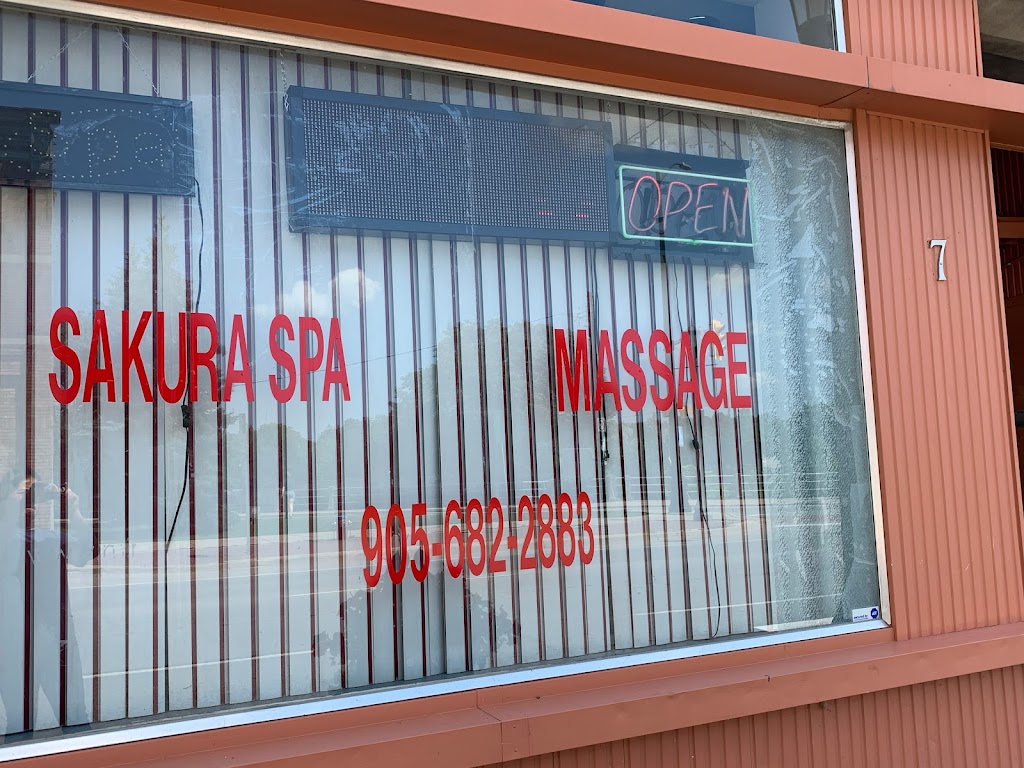 OPEN
7
SAKURA SPA
MASSAGE
905-682-2883